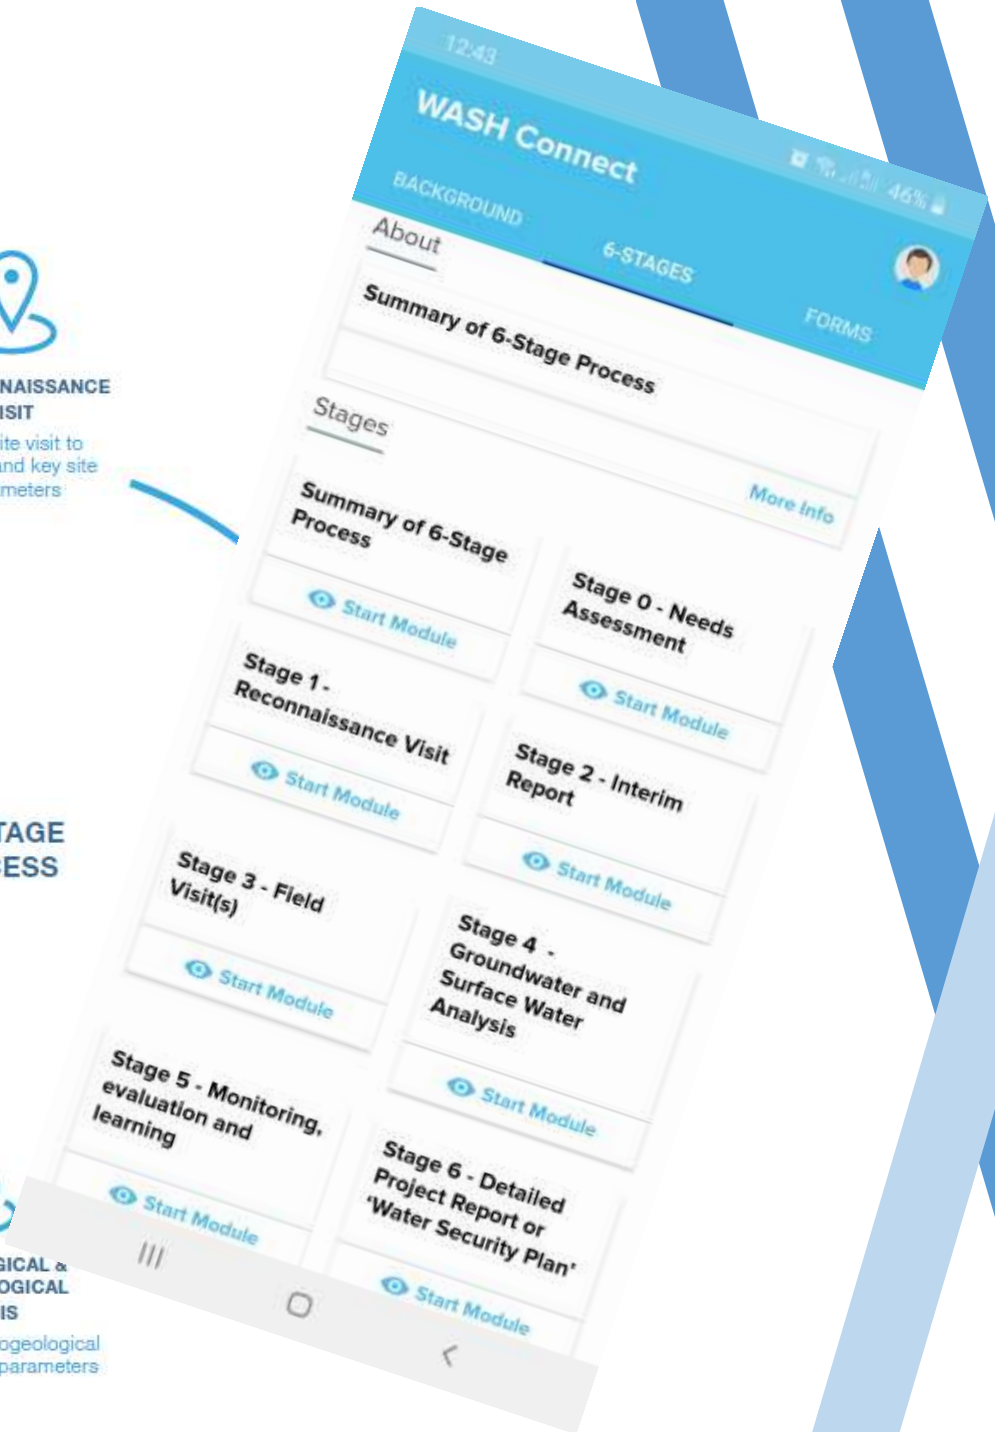 12:43
46%
WASH Connect
BACKGROUND
6-STAGES
FORMS
About
Summary of 6-Stage Process
More Info
Stages
Summary of 6-Stage
Process
Start Module
Stage 0 - Needs
Assessment
Start Module
Stage 1 -
Reconnaissance Visit
Start Module
Stage 2 - Interim
Report
Start Module
Stage 3 - Field
Visit(s)
Start Module
Stage 4 -
Groundwater and
Surface Water
Analysis
Start Module
Stage 5 - Monitoring,
evaluation and
learning
Start Module
Stage 6 - Detailed
Project Report or
'Water Security Plan'
Start Module
NAISSANCE
ISIT
ite visit to
and key site
meters
TAGE
CESS
GICAL &
OGICAL
IS
ogeological
parameters